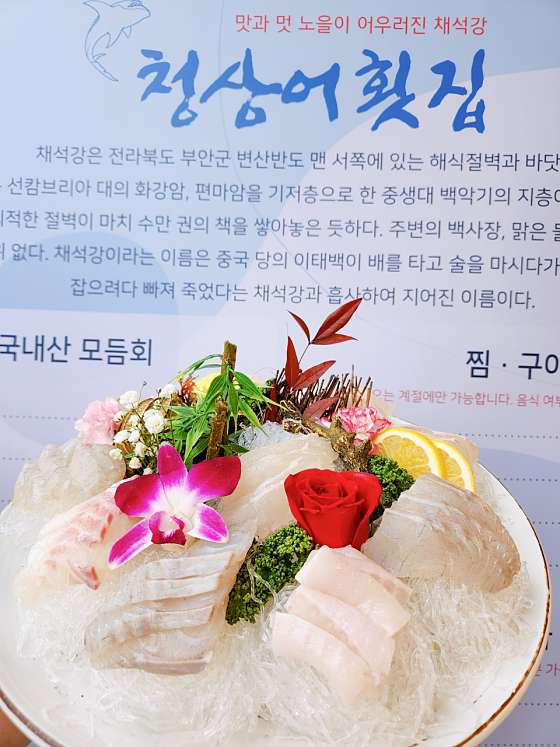 맛과 멋 노을이 어우러진 채석강
청상어횟집
채석강은 전라북도 부안군 변산반도 맨 서쪽에 있는 해식절벽과 바닷
선캄브리아 대의 화강암, 편마암을 기저층으로 한 중생대 백악기의 지층이
퇴적한 절벽이 마치 수만 권의 책을 쌓아놓은 듯하다. 주변의 백사장, 맑은 물
없다. 채석강이라는 이름은 중국 당의 이태백이 배를 타고 술을 마시다가
잡으려다 빠져 죽었다는 채석강과 흡사하여 지어진 이름이다.
국내산 모듬회
찜 · 구이
오는 계절에만 가능합니다. 음식 여부